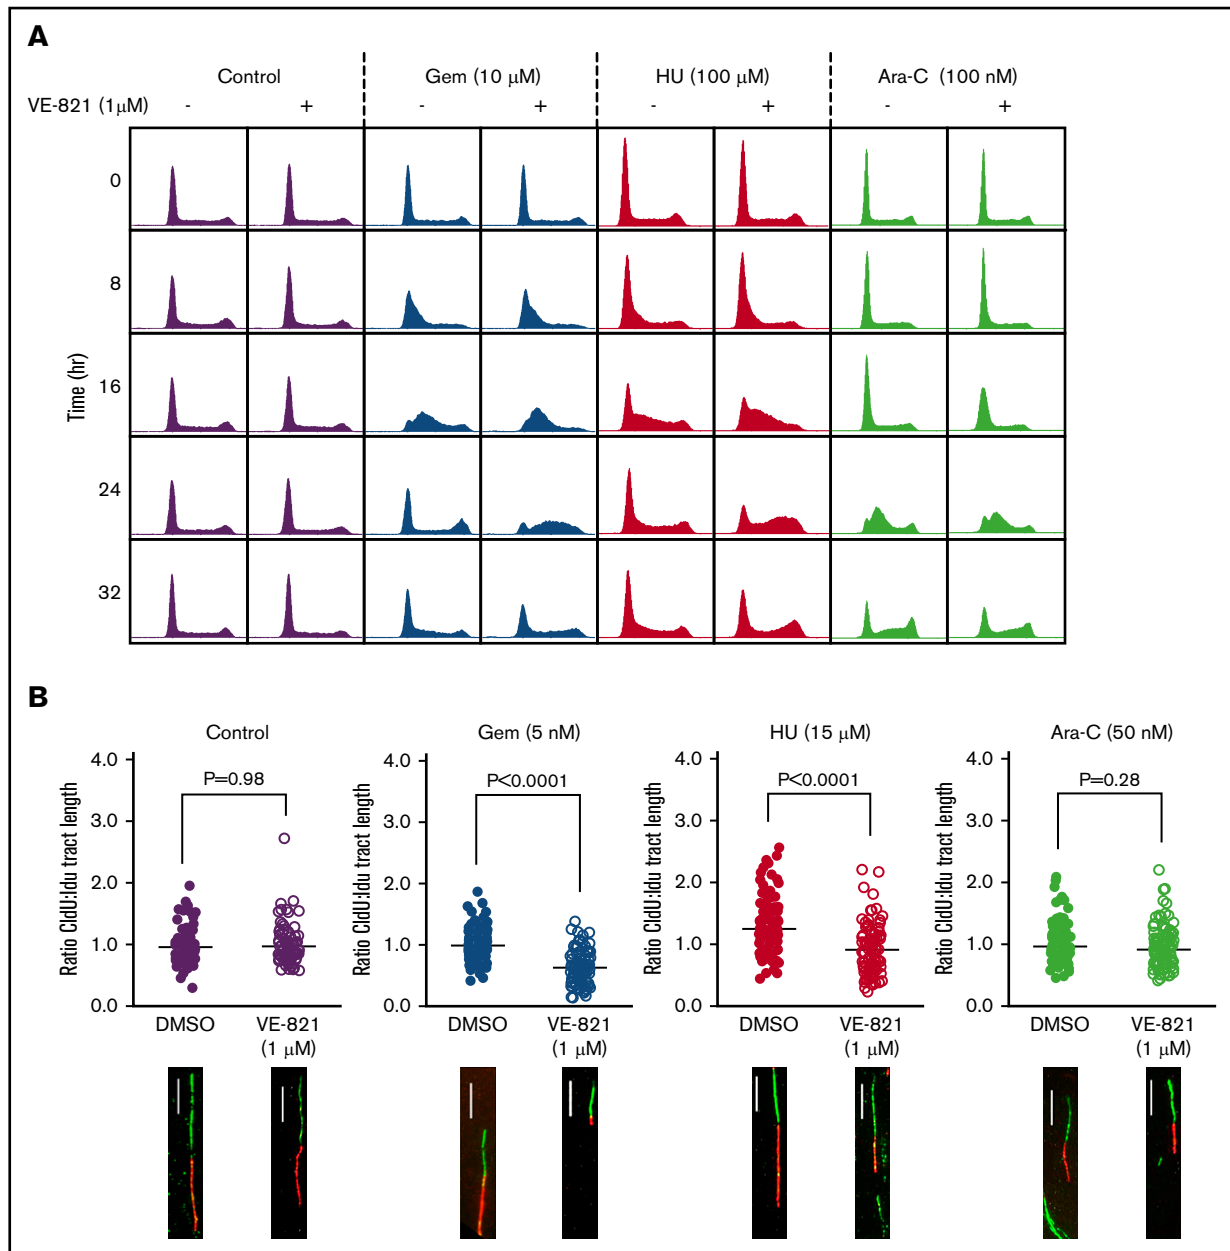 A
Control Gem (10 μM) HU (100 μM) Ara-C (100 nM)
VE-821 (1μM) - + - + - + - +
Time (hr)
0
8
16
24
32
B
Control Gem (5 nM) HU (15 μM) Ara-C (50 nM)
Ratio CldU:Idu tract length
4.0
3.0
2.0
1.0
0.0
P=0.98
DMSO VE-821
(1 μM)
Ratio CldU:Idu tract length
4.0
3.0
2.0
1.0
0.0
P<0.0001
DMSO VE-821
(1 μM)
Ratio CldU:Idu tract length
4.0
3.0
2.0
1.0
0.0
P<0.0001
DMSO VE-821
(1 μM)
Ratio CldU:Idu tract length
4.0
3.0
2.0
1.0
0.0
P=0.28
DMSO VE-821
(1 μM)